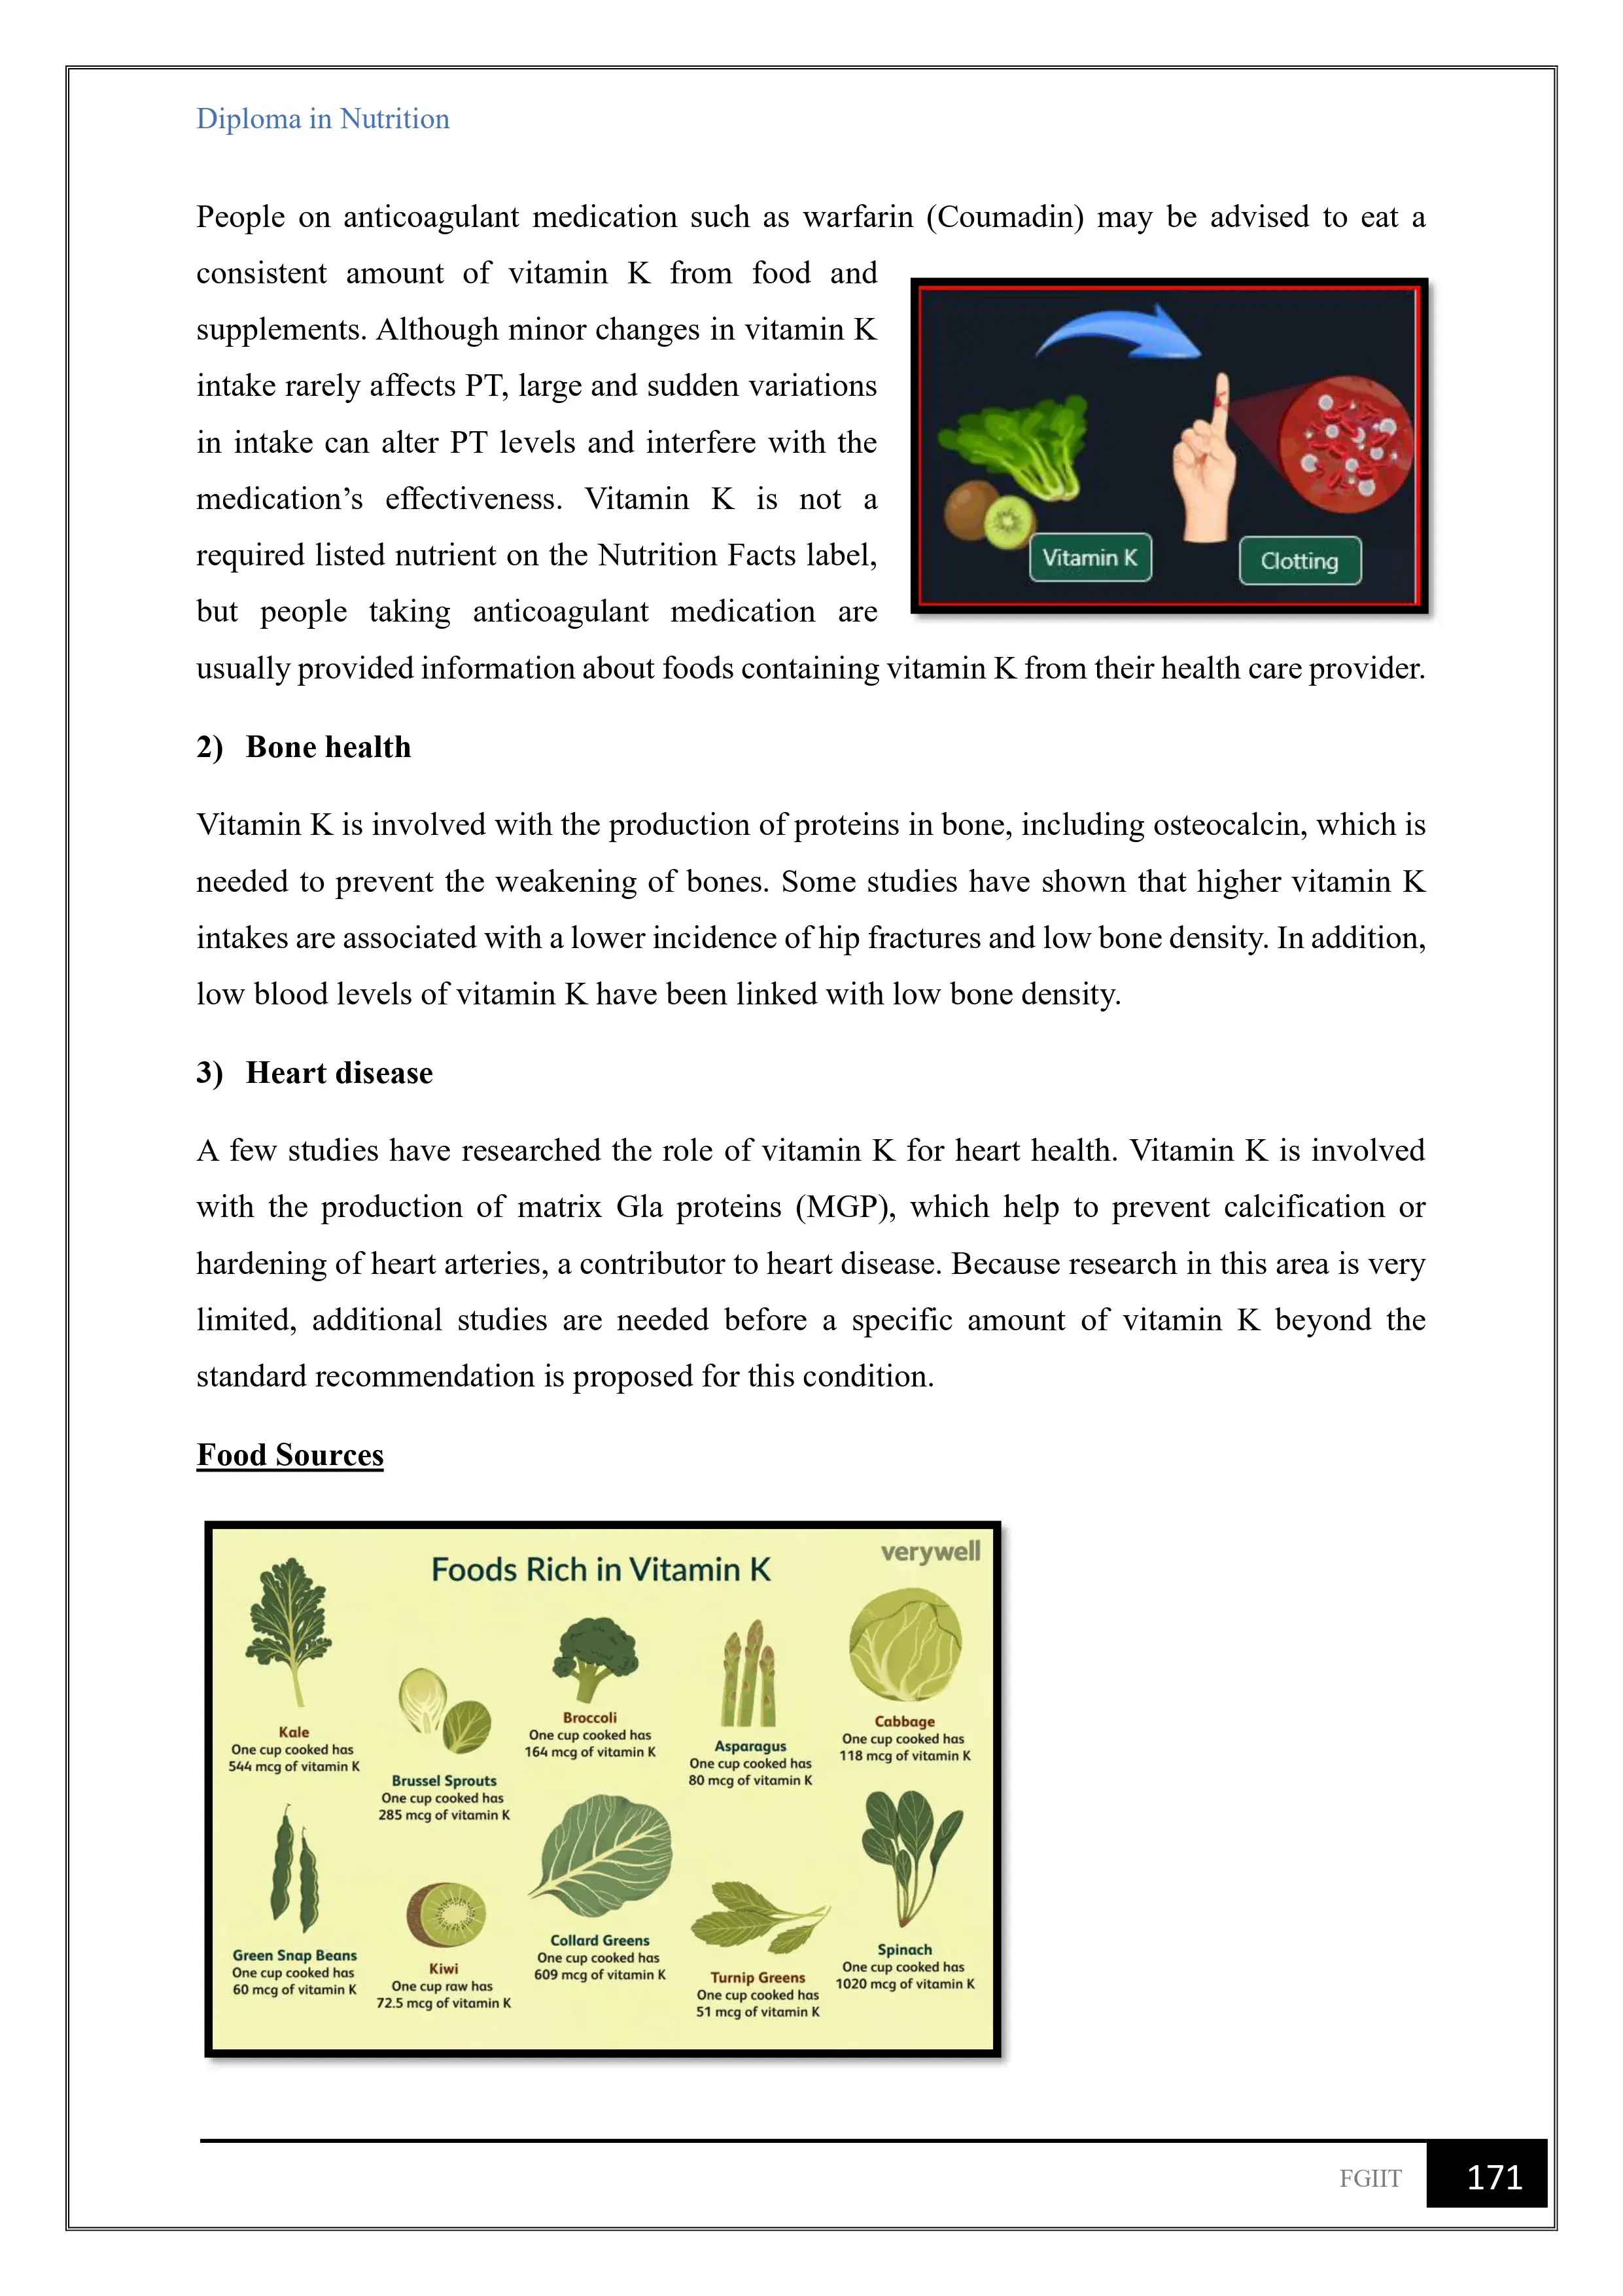 Diploma in Nutrition
People on anticoagulant medication such as warfarin (Coumadin) may be advised to eat a
consistent amount of vitamin K from food and
supplements. Although minor changes in vitamin K
intake rarely affects PT, large and sudden variations
in intake can alter PT levels and interfere with the
medication’s effectiveness. Vitamin K is not a
required listed nutrient on the Nutrition Facts label,
but people taking anticoagulant medication are
usually provided information about foods containing vitamin K from their health care provider.
Vitamin K
Clotting
2) Bone health
Vitamin K is involved with the production of proteins in bone, including osteocalcin, which is
needed to prevent the weakening of bones. Some studies have shown that higher vitamin K
intakes are associated with a lower incidence of hip fractures and low bone density. In addition,
low blood levels of vitamin K have been linked with low bone density.
3) Heart disease
A few studies have researched the role of vitamin K for heart health. Vitamin K is involved
with the production of matrix Gla proteins (MGP), which help to prevent calcification or
hardening of heart arteries, a contributor to heart disease. Because research in this area is very
limited, additional studies are needed before a specific amount of vitamin K beyond the
standard recommendation is proposed for this condition.
Food Sources
verywell
Foods Rich in Vitamin K
Kale
One cup cooked has
544 mcg of vitamin K
Brussel Sprouts
One cup cooked has
285 mcg of vitamin K
Broccoli
One cup cooked has
164 mcg of vitamin K
Asparagus
One cup cooked has
80 mcg of vitamin K
Cabbage
One cup cooked has
118 mcg of vitamin K
Green Snap Beans
One cup cooked has
60 mcg of vitamin K
Kiwi
One cup raw has
72.5 mcg of vitamin K
Collard Greens
One cup cooked has
609 mcg of vitamin K
Turnip Greens
One cup cooked has
51 mcg of vitamin K
Spinach
One cup cooked has
1020 mcg of vitamin K
FGIIT
171